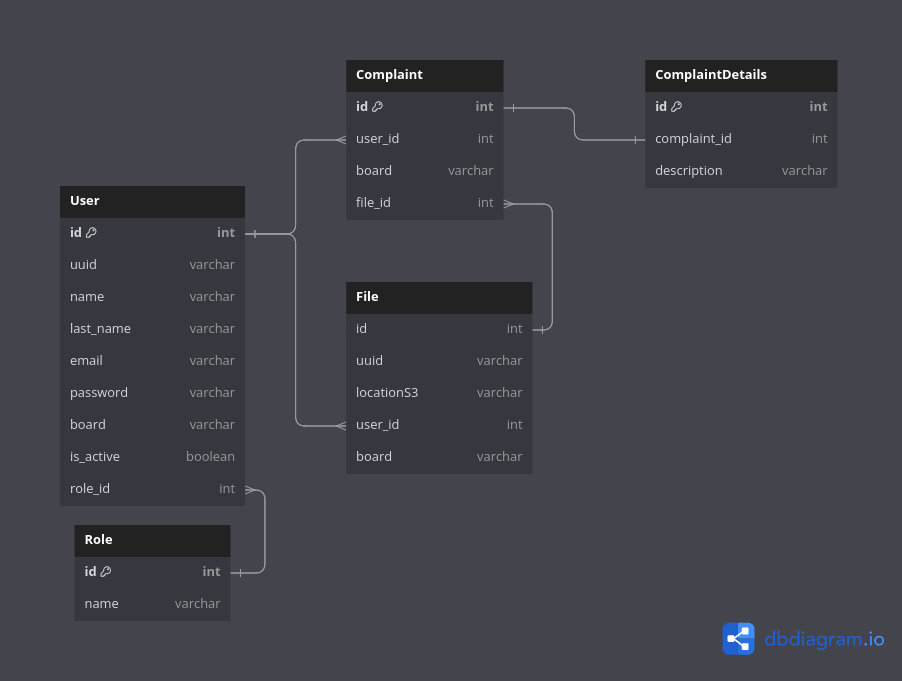 Complaint
id int
user_id int
board varchar
file_id int
ComplaintDetails
id int
complaint_id int
description varchar
User
id int
uuid varchar
name varchar
last_name varchar
email varchar
password varchar
board varchar
is_active boolean
role_id int
File
id int
uuid varchar
locationS3 varchar
user_id int
board varchar
Role
id int
name varchar
dbdiagram.io